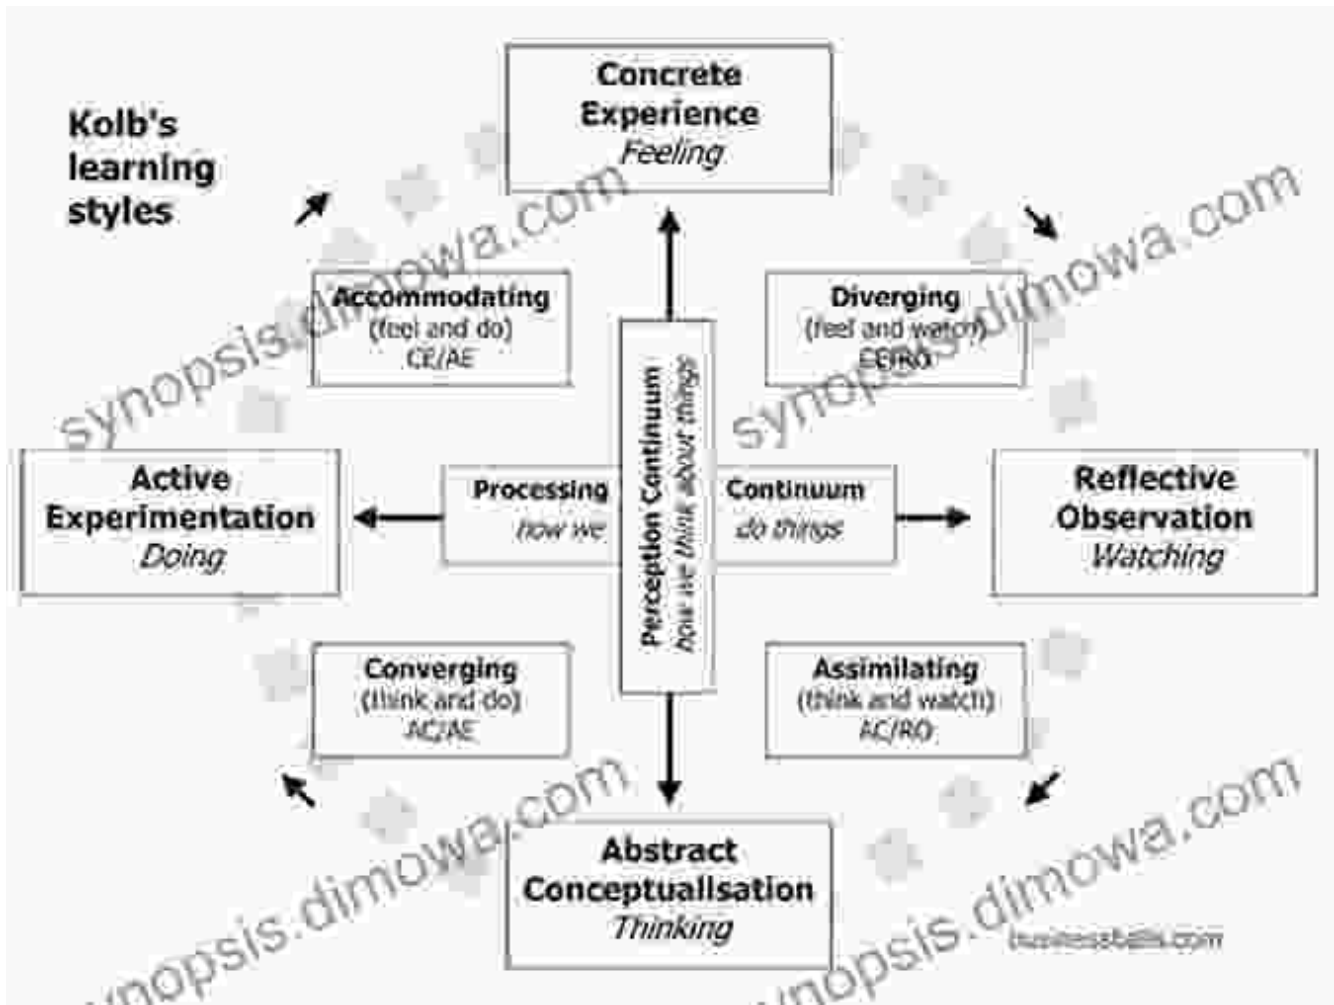 Kolb's
learning
styles
Concrete
Experience
Feeling
Accommodating
(feel and do)
CE/AE
Diverging
(feel and watch)
CE/RO
Active
Experimentation
Doing
Processing
how we
Perception Continuum
how we think about things
Continuum
do things
Reflective
Observation
Watching
Converging
(think and do)
AC/AE
Assimilating
(think and watch)
AC/RO
Abstract
Conceptualisation
Thinking
businessballs.com
synopsis.dimowa.com
synopsis.dimowa.com
synopsis.dimowa.com
synopsis.dimowa.com